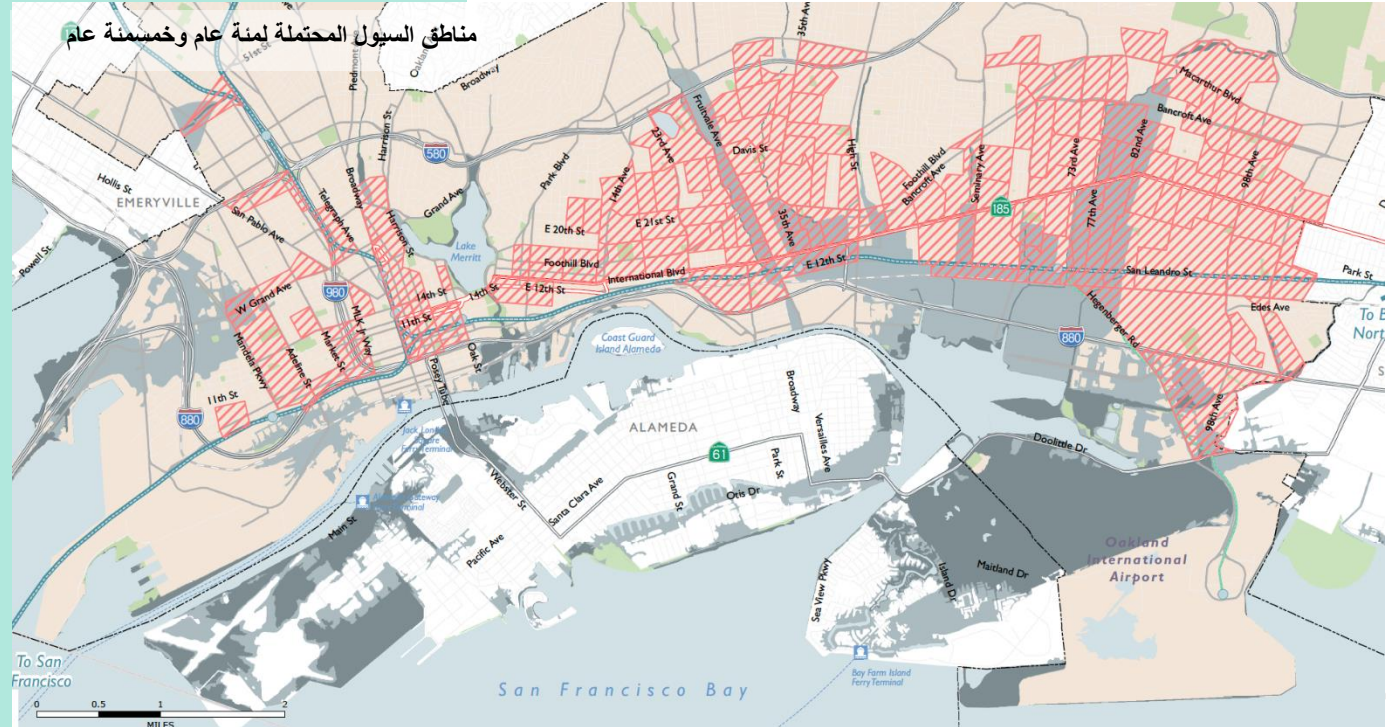 مناطق السيول المحتملة لمئة عام وخمسمئة عام
51st St
Piedmont
Broadway
35th Ave
Hollis St
EMERYVILLE
Powell St
San Pablo Ave
Telegraph Ave
Broadway
Harrison St
Harrison St
580
Grand Ave
Park Blvd
Lake
Merritt
14th Ave
23rd Ave
Fruitvale Ave
Davis St
High St
Foothill Blvd
Bancroft Ave
Seminary Ave
73rd Ave
82nd Ave
Macarthur Blvd
Bancroft Ave
98th Ave
E 20th St
E 21st St
35th Ave
185
77th Ave
W Grand Ave
980
MLK Jr Way
Market St
Adeline St
Mandela Pkwy
11th St
880
14th St
11th St
14th St
Foothill Blvd
E 12th St
International Blvd
E 12th St
San Leandro St
Park St
Edes Ave
Hegenberger Rd
880
98th Ave
Oak St
Posey Tube
Coast Guard
Island Alameda
ALAMEDA
Broadway
Versailles Ave
Doolittle Dr
61
Park St
Grand St
Otis Dr
Webster St
Santa Clara Ave
Main St
Pacific Ave
Sea View Pkwy
Island Dr
Maitland Dr
Oakland
International
Airport
Bay Farm Island
Ferry Terminal
San Francisco Bay
To San
Francisco
0 0.5 1 2
MILES